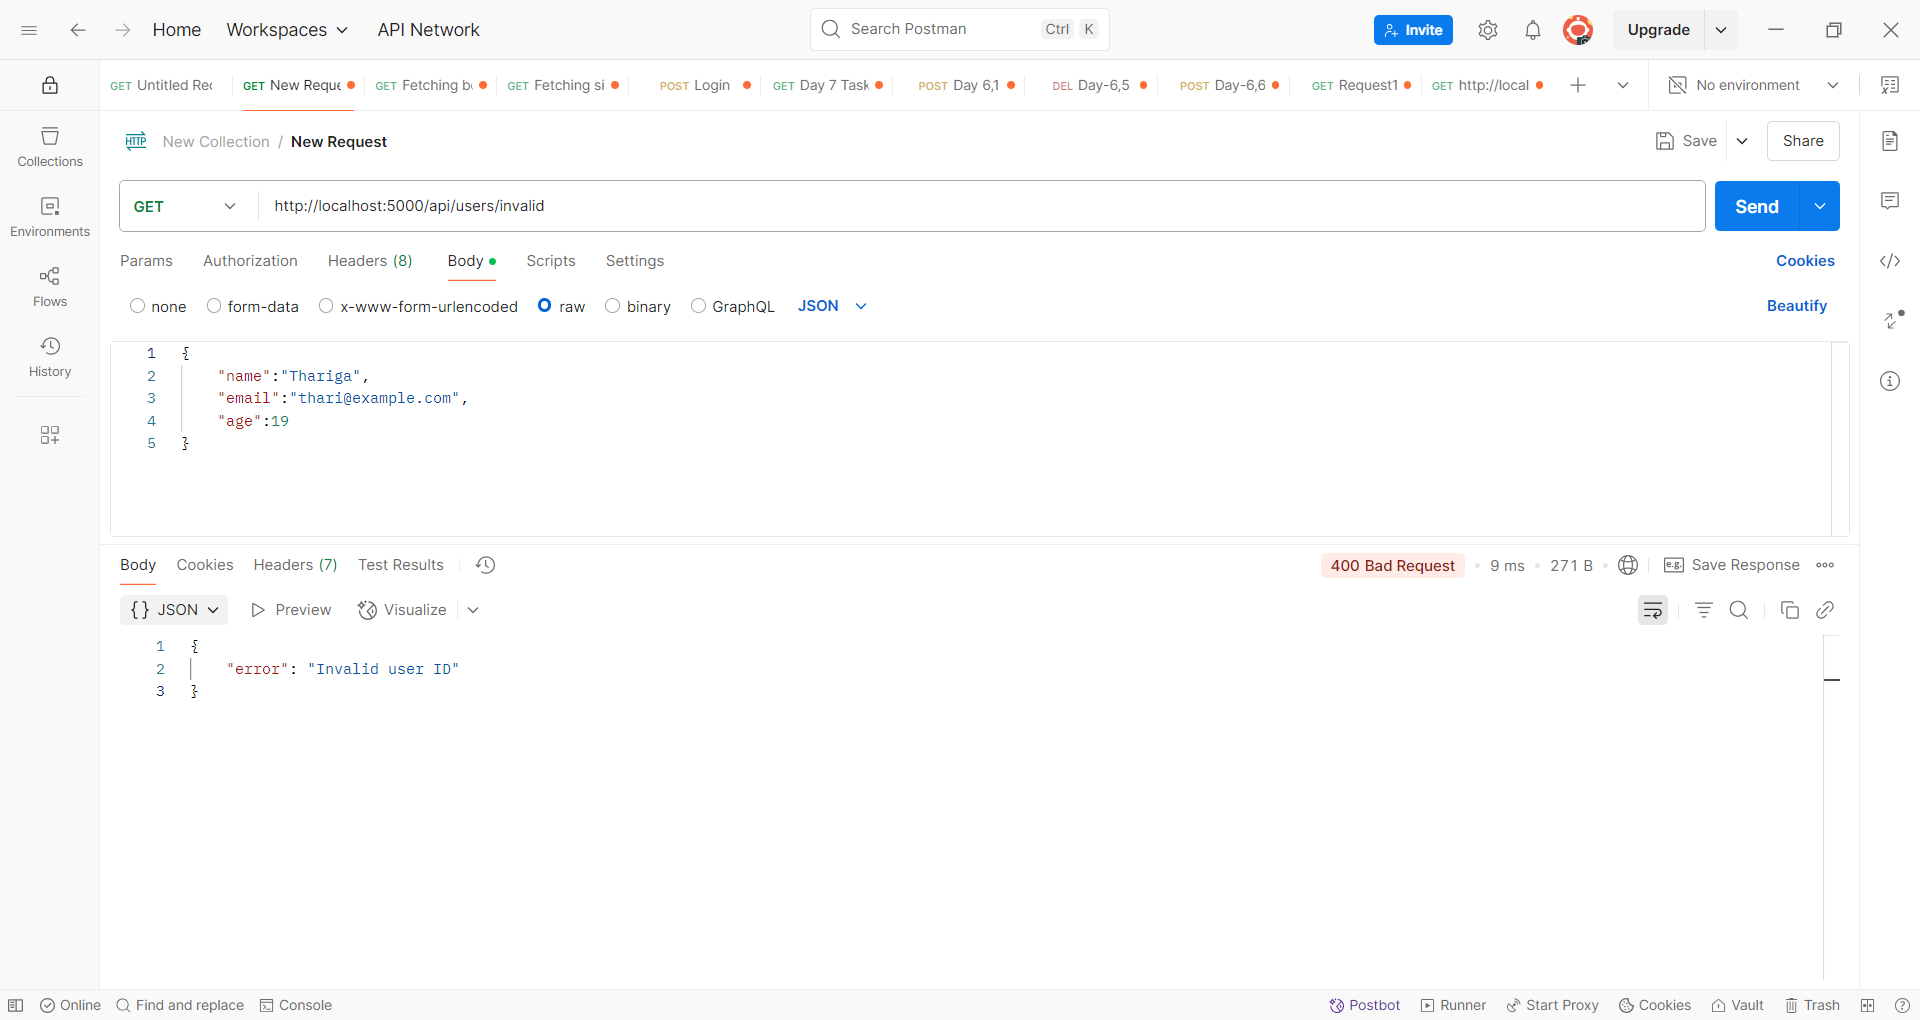 Home Workspaces API Network Search Postman Ctrl K Invite Upgrade
GET Untitled Rec GET New Reque GET Fetching b GET Fetching si POST Login GET Day 7 Task POST Day 6,1 DEL Day-6,5 POST Day-6,6 GET Request1 GET http://local No environment
HTTP New Collection / New Request Save Share
GET http://localhost:5000/api/users/invalid Send
Params Authorization Headers (8) Body Scripts Settings Cookies
none form-data x-www-form-urlencoded raw binary GraphQL JSON Beautify
1 {
2 "name":"Thariga",
3 "email":"thari@example.com",
4 "age":19
5 }
Collections
Environments
Flows
History
Body Cookies Headers (7) Test Results 400 Bad Request 9 ms 271 B e.g. Save Response
{} JSON Preview Visualize
1 {
2 "error": "Invalid user ID"
3 }
Online Find and replace Console Postbot Runner Start Proxy Cookies Vault Trash